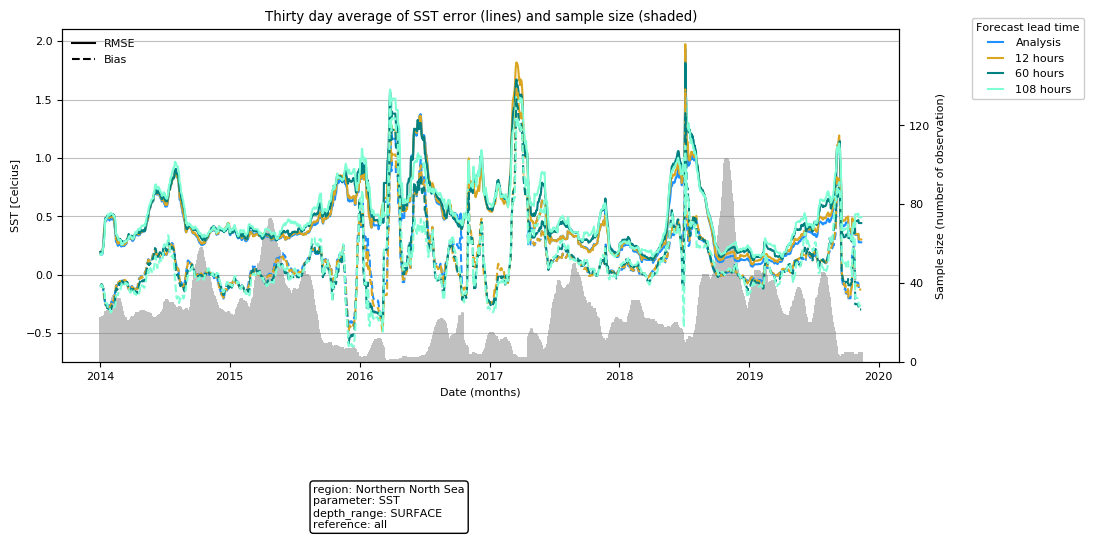 Thirty day average of SST error (lines) and sample size (shaded)
RMSE
Bias
2.0
1.5
1.0
0.5
0.0
−0.5
SST [Celcius]
2014
2015
2016
2017
2018
2019
2020
Date (months)
120
80
40
0
Sample size (number of observation)
Forecast lead time
Analysis
12 hours
60 hours
108 hours
region: Northern North Sea
parameter: SST
depth_range: SURFACE
reference: all